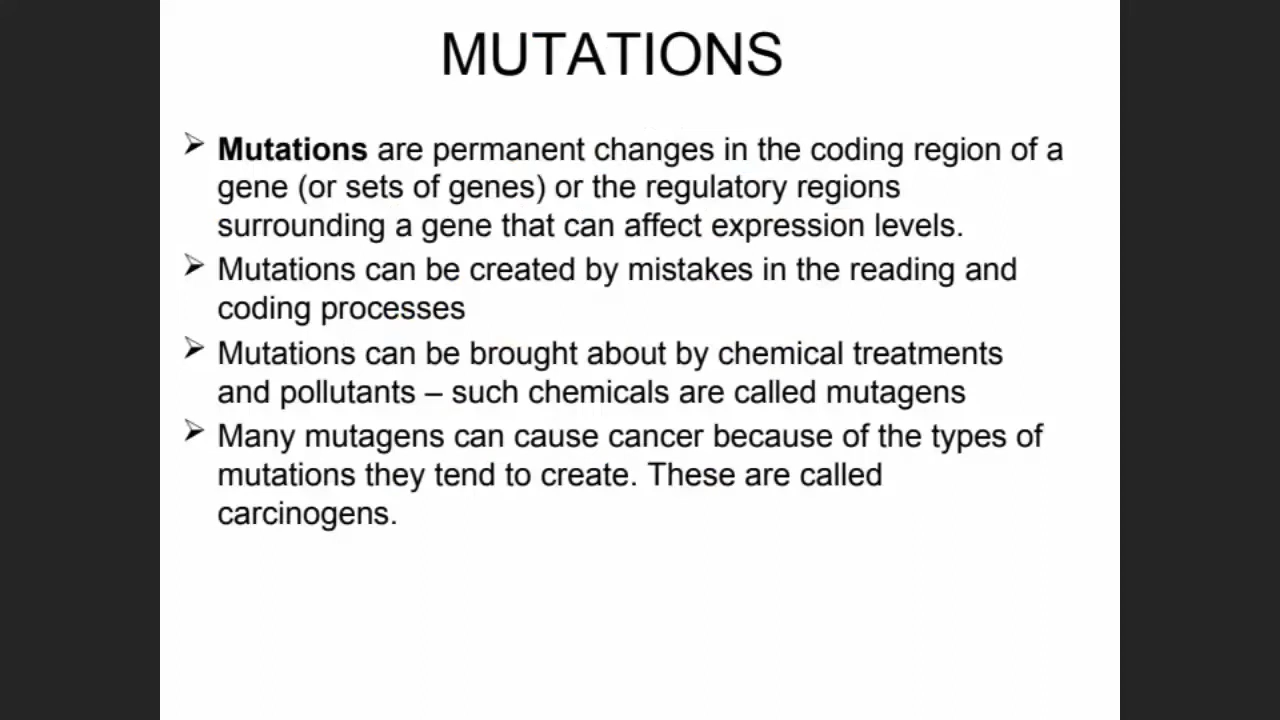 MUTATIONS
➢ Mutations are permanent changes in the coding region of a
gene (or sets of genes) or the regulatory regions
surrounding a gene that can affect expression levels.
➢ Mutations can be created by mistakes in the reading and
coding processes
➢ Mutations can be brought about by chemical treatments
and pollutants – such chemicals are called mutagens
➢ Many mutagens can cause cancer because of the types of
mutations they tend to create. These are called
carcinogens.